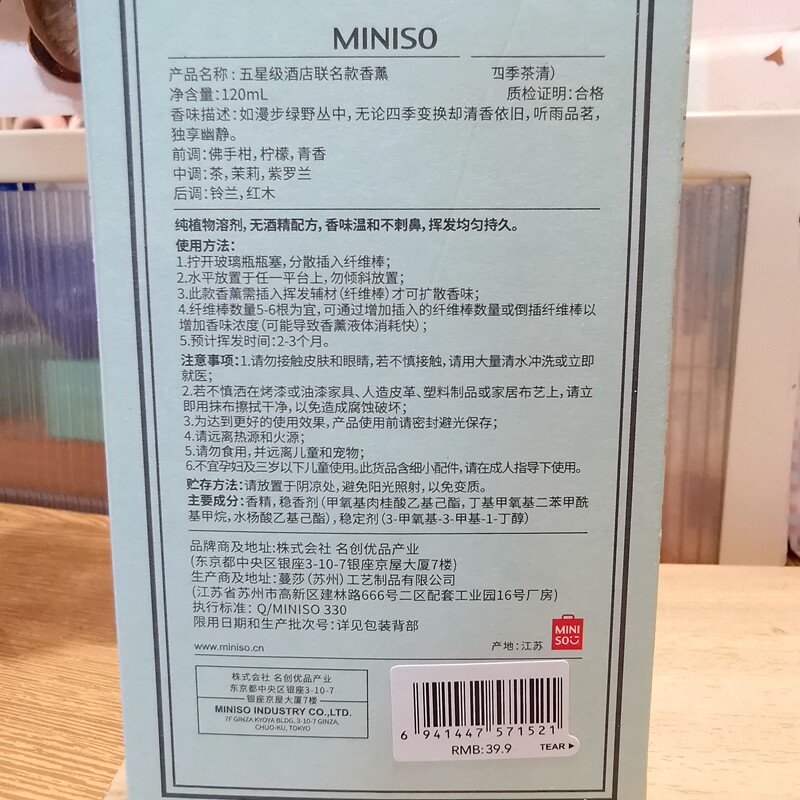 MINISO
产品名称：五星级酒店联名款香薰 四季茶清）
净含量：120mL 质检证明：合格
香味描述：如漫步绿野丛中，无论四季变换却清香依旧，听雨品茗，
独享幽静。
前调：佛手柑，柠檬，青香
中调：茶，茉莉，紫罗兰
后调：铃兰，红木
纯植物溶剂，无酒精配方，香味温和不刺鼻，挥发均匀持久。
使用方法：
1.拧开玻璃瓶瓶塞，分散插入纤维棒；
2.水平放置于任一平台上，勿倾斜放置；
3.此款香薰需插入挥发辅材（纤维棒）才可扩散香味；
4.纤维棒数量5-6根为宜，可通过增加插入的纤维棒数量或倒插纤维棒以
增加香味浓度（可能导致香薰液体消耗快）；
5.预计挥发时间：2-3个月。
注意事项：1.请勿接触皮肤和眼睛，若不慎接触，请用大量清水冲洗或立即
就医；
2.若不慎洒在烤漆或油漆家具、人造皮革、塑料制品或家居布艺上，请立
即用抹布擦拭干净，以免造成腐蚀破坏；
3.为达到更好的使用效果，产品使用前请密封避光保存；
4.请远离热源和火源；
5.请勿食用，并远离儿童和宠物；
6.不宜孕妇及三岁以下儿童使用。此货品含细小配件，请在成人指导下使用。
贮存方法：请放置于阴凉处，避免阳光照射，以免变质。
主要成分：香精，稳香剂（甲氧基肉桂酸乙基己酯，丁基甲氧基二苯甲酰
基甲烷，水杨酸乙基己酯），稳定剂（3-甲氧基-3-甲基-1-丁醇）
品牌商及地址：株式会社 名创优品产业
（东京都中央区银座3-10-7银座京屋大厦7楼）
生产商及地址：蔓莎（苏州）工艺制品有限公司
（江苏省苏州市高新区建林路666号二区配套工业园16号厂房）
执行标准：Q/MINISO 330
限用日期和生产批次号：详见包装背部
www.miniso.cn 产地：江苏
MINI
SO
株式会社 名创优品产业
东京都中央区银座3-10-7
银座京屋大厦7楼
MINISO INDUSTRY CO.,LTD.
7F GINZA KYOYA BLDG, 3-10-7 GINZA,
CHUO-KU, TOKYO
6 941447 571521
RMB: 39.9 TEAR